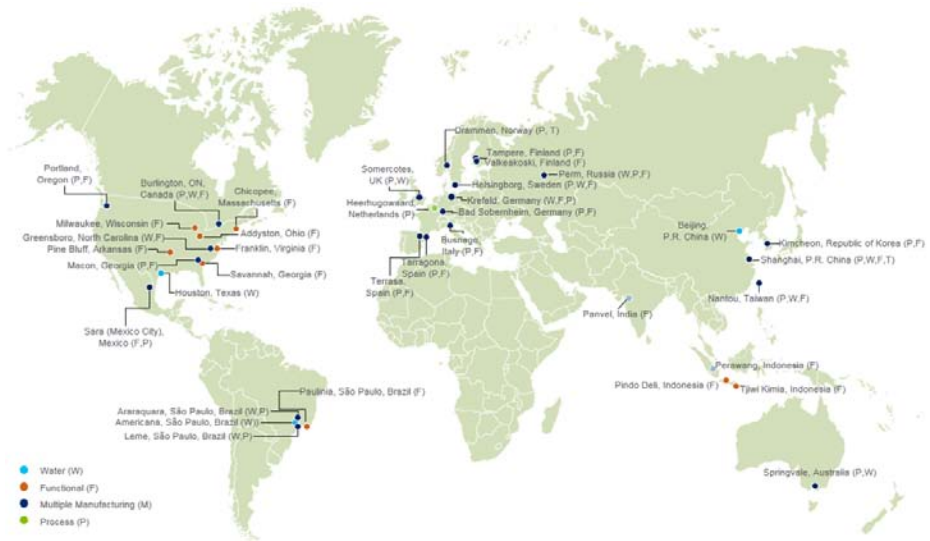 Drammen, Norway (P, T)
Tampere, Finland (P,F)
Valkeakoski, Finland (F)
Perm, Russia (W,P,F)
Somercotes,
UK (P,W)
Helsingborg, Sweden (P,W,F)
Heerhugowaard,
Netherlands (P)
Krefeld, Germany (W,F,P)
Bad Sobernheim, Germany (P,F)
Busnago,
Italy (P,F)
Tarragona,
Spain (P,F)
Terrasa,
Spain (P,F)
Portland,
Oregon (P,F)
Burlington, ON,
Canada (P,W,F)
Chicopee,
Massachusetts (F)
Milwaukee, Wisconsin (F)
Addyston, Ohio (F)
Greensboro, North Carolina (W,F)
Franklin, Virginia (F)
Pine Bluff, Arkansas (F)
Macon, Georgia (P,F)
Savannah, Georgia (F)
Houston, Texas (W)
Sara (Mexico City),
Mexico (F,P)
Beijing,
P.R. China (W)
Kimcheon, Republic of Korea (P,F)
Shanghai, P.R. China (P,W,F,T)
Nantou, Taiwan (P,W,F)
Panvel, India (F)
Perawang, Indonesia (F)
Pindo Deli, Indonesia (F)
Tjiwi Kimia, Indonesia (F)
Paulinia, São Paulo, Brazil (F)
Araraquara, São Paulo, Brazil (W,P)
Americana, São Paulo, Brazil (W))
Leme, São Paulo, Brazil (W,P)
Springvale, Australia (P,W)
Water (W)
Functional (F)
Multiple Manufacturing (M)
Process (P)